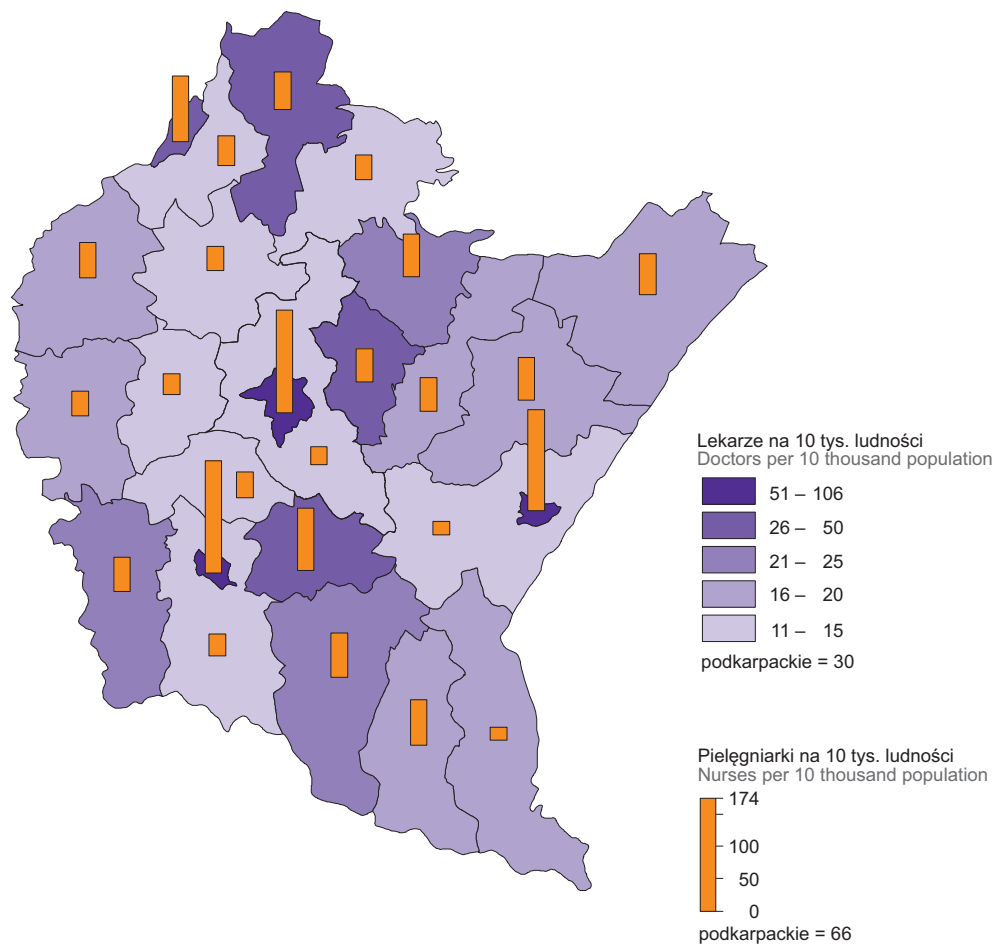 Lekarze na 10 tys. ludności
Doctors per 10 thousand population
51 – 106
26 – 50
21 – 25
16 – 20
11 – 15
podkarpackie = 30
Pielęgniarki na 10 tys. ludności
Nurses per 10 thousand population
174
100
50
0
podkarpackie = 66